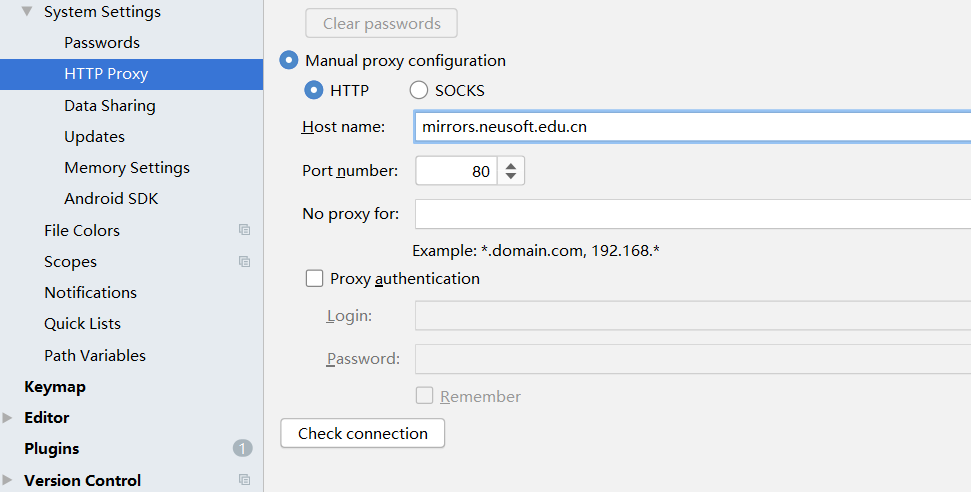 System Settings
Passwords
HTTP Proxy
Data Sharing
Updates
Memory Settings
Android SDK
File Colors
Scopes
Notifications
Quick Lists
Path Variables
Keymap
Editor
Plugins 1
Version Control
Clear passwords
Manual proxy configuration
HTTP SOCKS
Host name: mirrors.neusoft.edu.cn
Port number: 80
No proxy for:
Example: *.domain.com, 192.168.*
Proxy authentication
Login:
Password:
Remember
Check connection